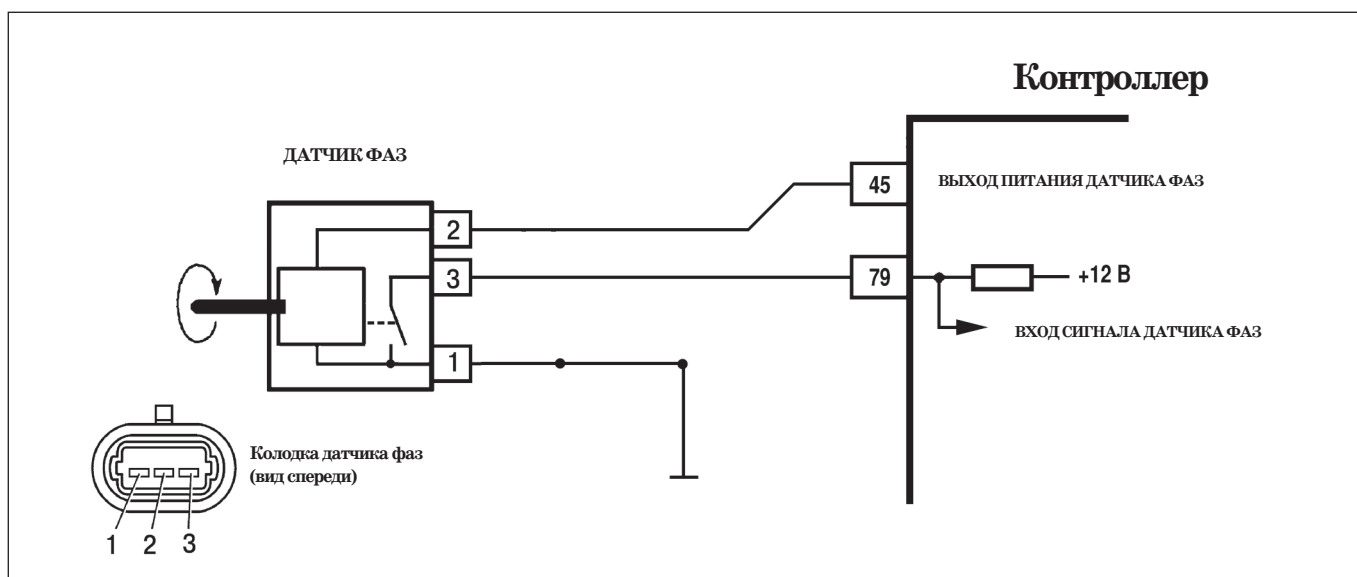 Контроллер
ДАТЧИК ФАЗ
45
ВЫХОД ПИТАНИЯ ДАТЧИКА ФАЗ
2
3
79
+12 В
ВХОД СИГНАЛА ДАТЧИКА ФАЗ
1
Колодка датчика фаз
(вид спереди)
1 2 3